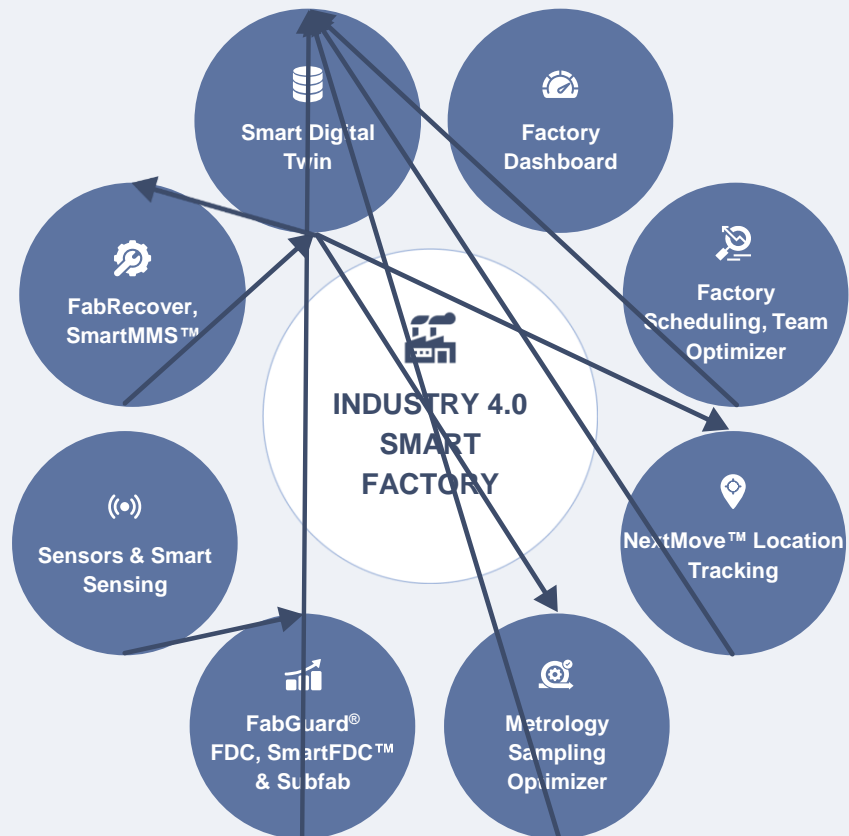 Smart Digital
Twin
Factory
Dashboard
FabRecover,
SmartMMS™
Factory
Scheduling, Team
Optimizer
INDUSTRY 4.0
SMART
FACTORY
Sensors & Smart
Sensing
NextMove™ Location
Tracking
FabGuard®
FDC, SmartFDC™
& Subfab
Metrology
Sampling
Optimizer